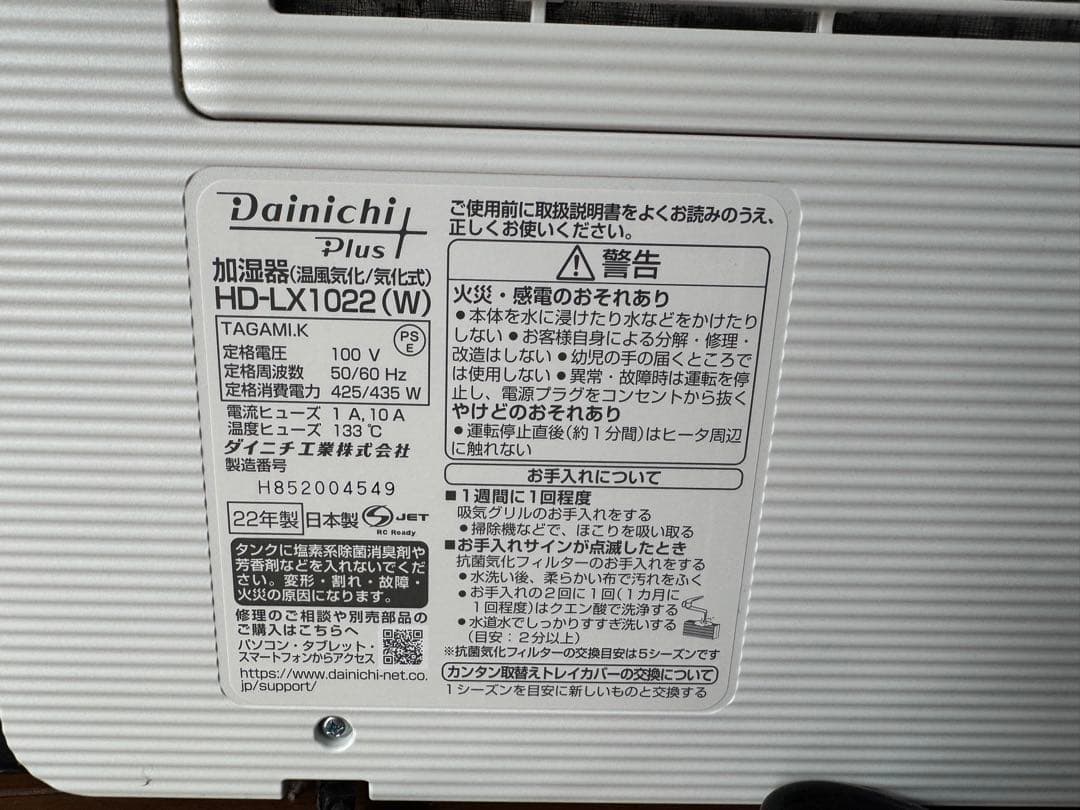 Dainichi
Plus
加湿器(温風気化/気化式)
HD-LX1022(W)
TAGAMI.K
PS
E
定格電圧 100 V
定格周波数 50/60 Hz
定格消費電力 425/435 W
電流ヒューズ 1 A, 10 A
温度ヒューズ 133 ℃
ダイニチ工業株式会社
製造番号
H852004549
22年製 日本製 S JET
RC Ready
タンクに塩素系除菌消臭剤や
芳香剤などを入れないでくだ
さい。変形・割れ・故障・
火災の原因になります。
修理のご相談や別売部品の
ご購入はこちらへ
パソコン・タブレット・
スマートフォンからアクセス
https://www.dainichi-net.co.
jp/support/
ご使用前に取扱説明書をよくお読みのうえ、
正しくお使いください。
警告
火災・感電のおそれあり
●本体を水に浸けたり水などをかけたり
しない ●お客様自身による分解・修理・
改造はしない ●幼児の手の届くところで
は使用しない ●異常・故障時は運転を停
止し、電源プラグをコンセントから抜く
やけどのおそれあり
●運転停止直後(約1分間)はヒータ周辺
に触れない
お手入れについて
■1週間に1回程度
吸気グリルのお手入れをする
●掃除機などで、ほこりを吸い取る
■お手入れサインが点滅したとき
抗菌気化フィルターのお手入れをする
●水洗い後、柔らかい布で汚れをふく
●お手入れの2回に1回(1カ月に
1回程度)はクエン酸で洗浄する
●水道水でしっかりすすぎ洗いする
(目安:2分以上)
※抗菌気化フィルターの交換目安は5シーズンです
カンタン取替えトレイカバーの交換について
1シーズンを目安に新しいものと交換する